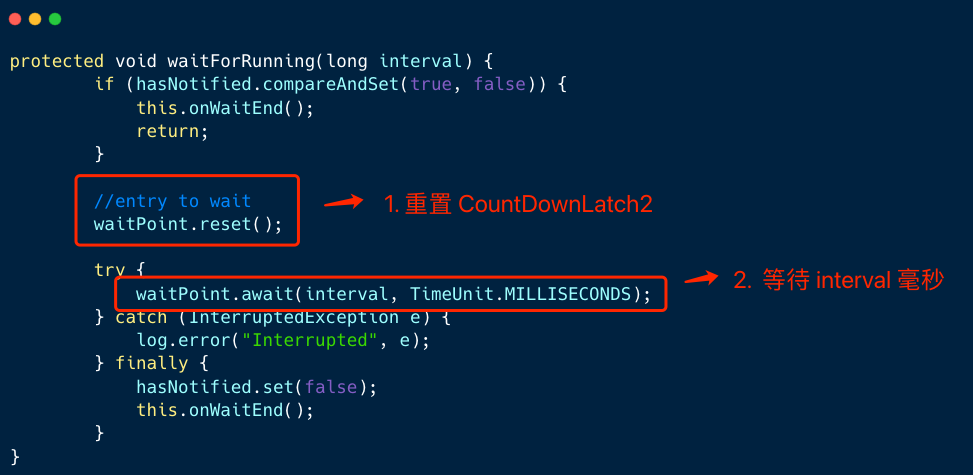 protected void waitForRunning(long interval) {
if (hasNotified.compareAndSet(true, false)) {
this.onWaitEnd();
return;
}
//entry to wait
waitPoint.reset();
1. 重置 CountDownLatch2
try {
waitPoint.await(interval, TimeUnit.MILLISECONDS);
2. 等待 interval 毫秒
} catch (InterruptedException e) {
log.error("Interrupted", e);
} finally {
hasNotified.set(false);
this.onWaitEnd();
}
}